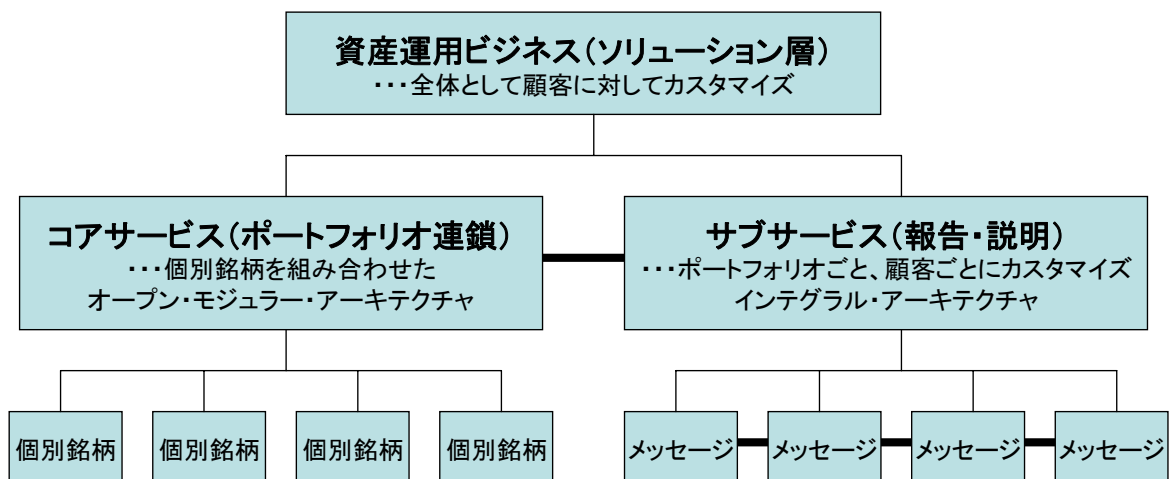 資産運用ビジネス（ソリューション層）
・・・全体として顧客に対してカスタマイズ
コアサービス（ポートフォリオ連鎖）
・・・個別銘柄を組み合わせた
オープン・モジュラー・アーキテクチャ
サブサービス（報告・説明）
・・・ポートフォリオごと、顧客ごとにカスタマイズ
インテグラル・アーキテクチャ
個別銘柄
個別銘柄
個別銘柄
個別銘柄
メッセージ
メッセージ
メッセージ
メッセージ